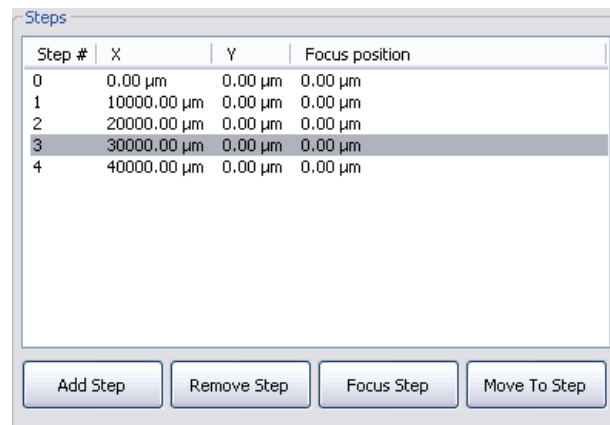 Steps
Step # X Y Focus position
0 0.00 µm 0.00 µm 0.00 µm
1 10000.00 µm 0.00 µm 0.00 µm
2 20000.00 µm 0.00 µm 0.00 µm
3 30000.00 µm 0.00 µm 0.00 µm
4 40000.00 µm 0.00 µm 0.00 µm
Add Step Remove Step Focus Step Move To Step